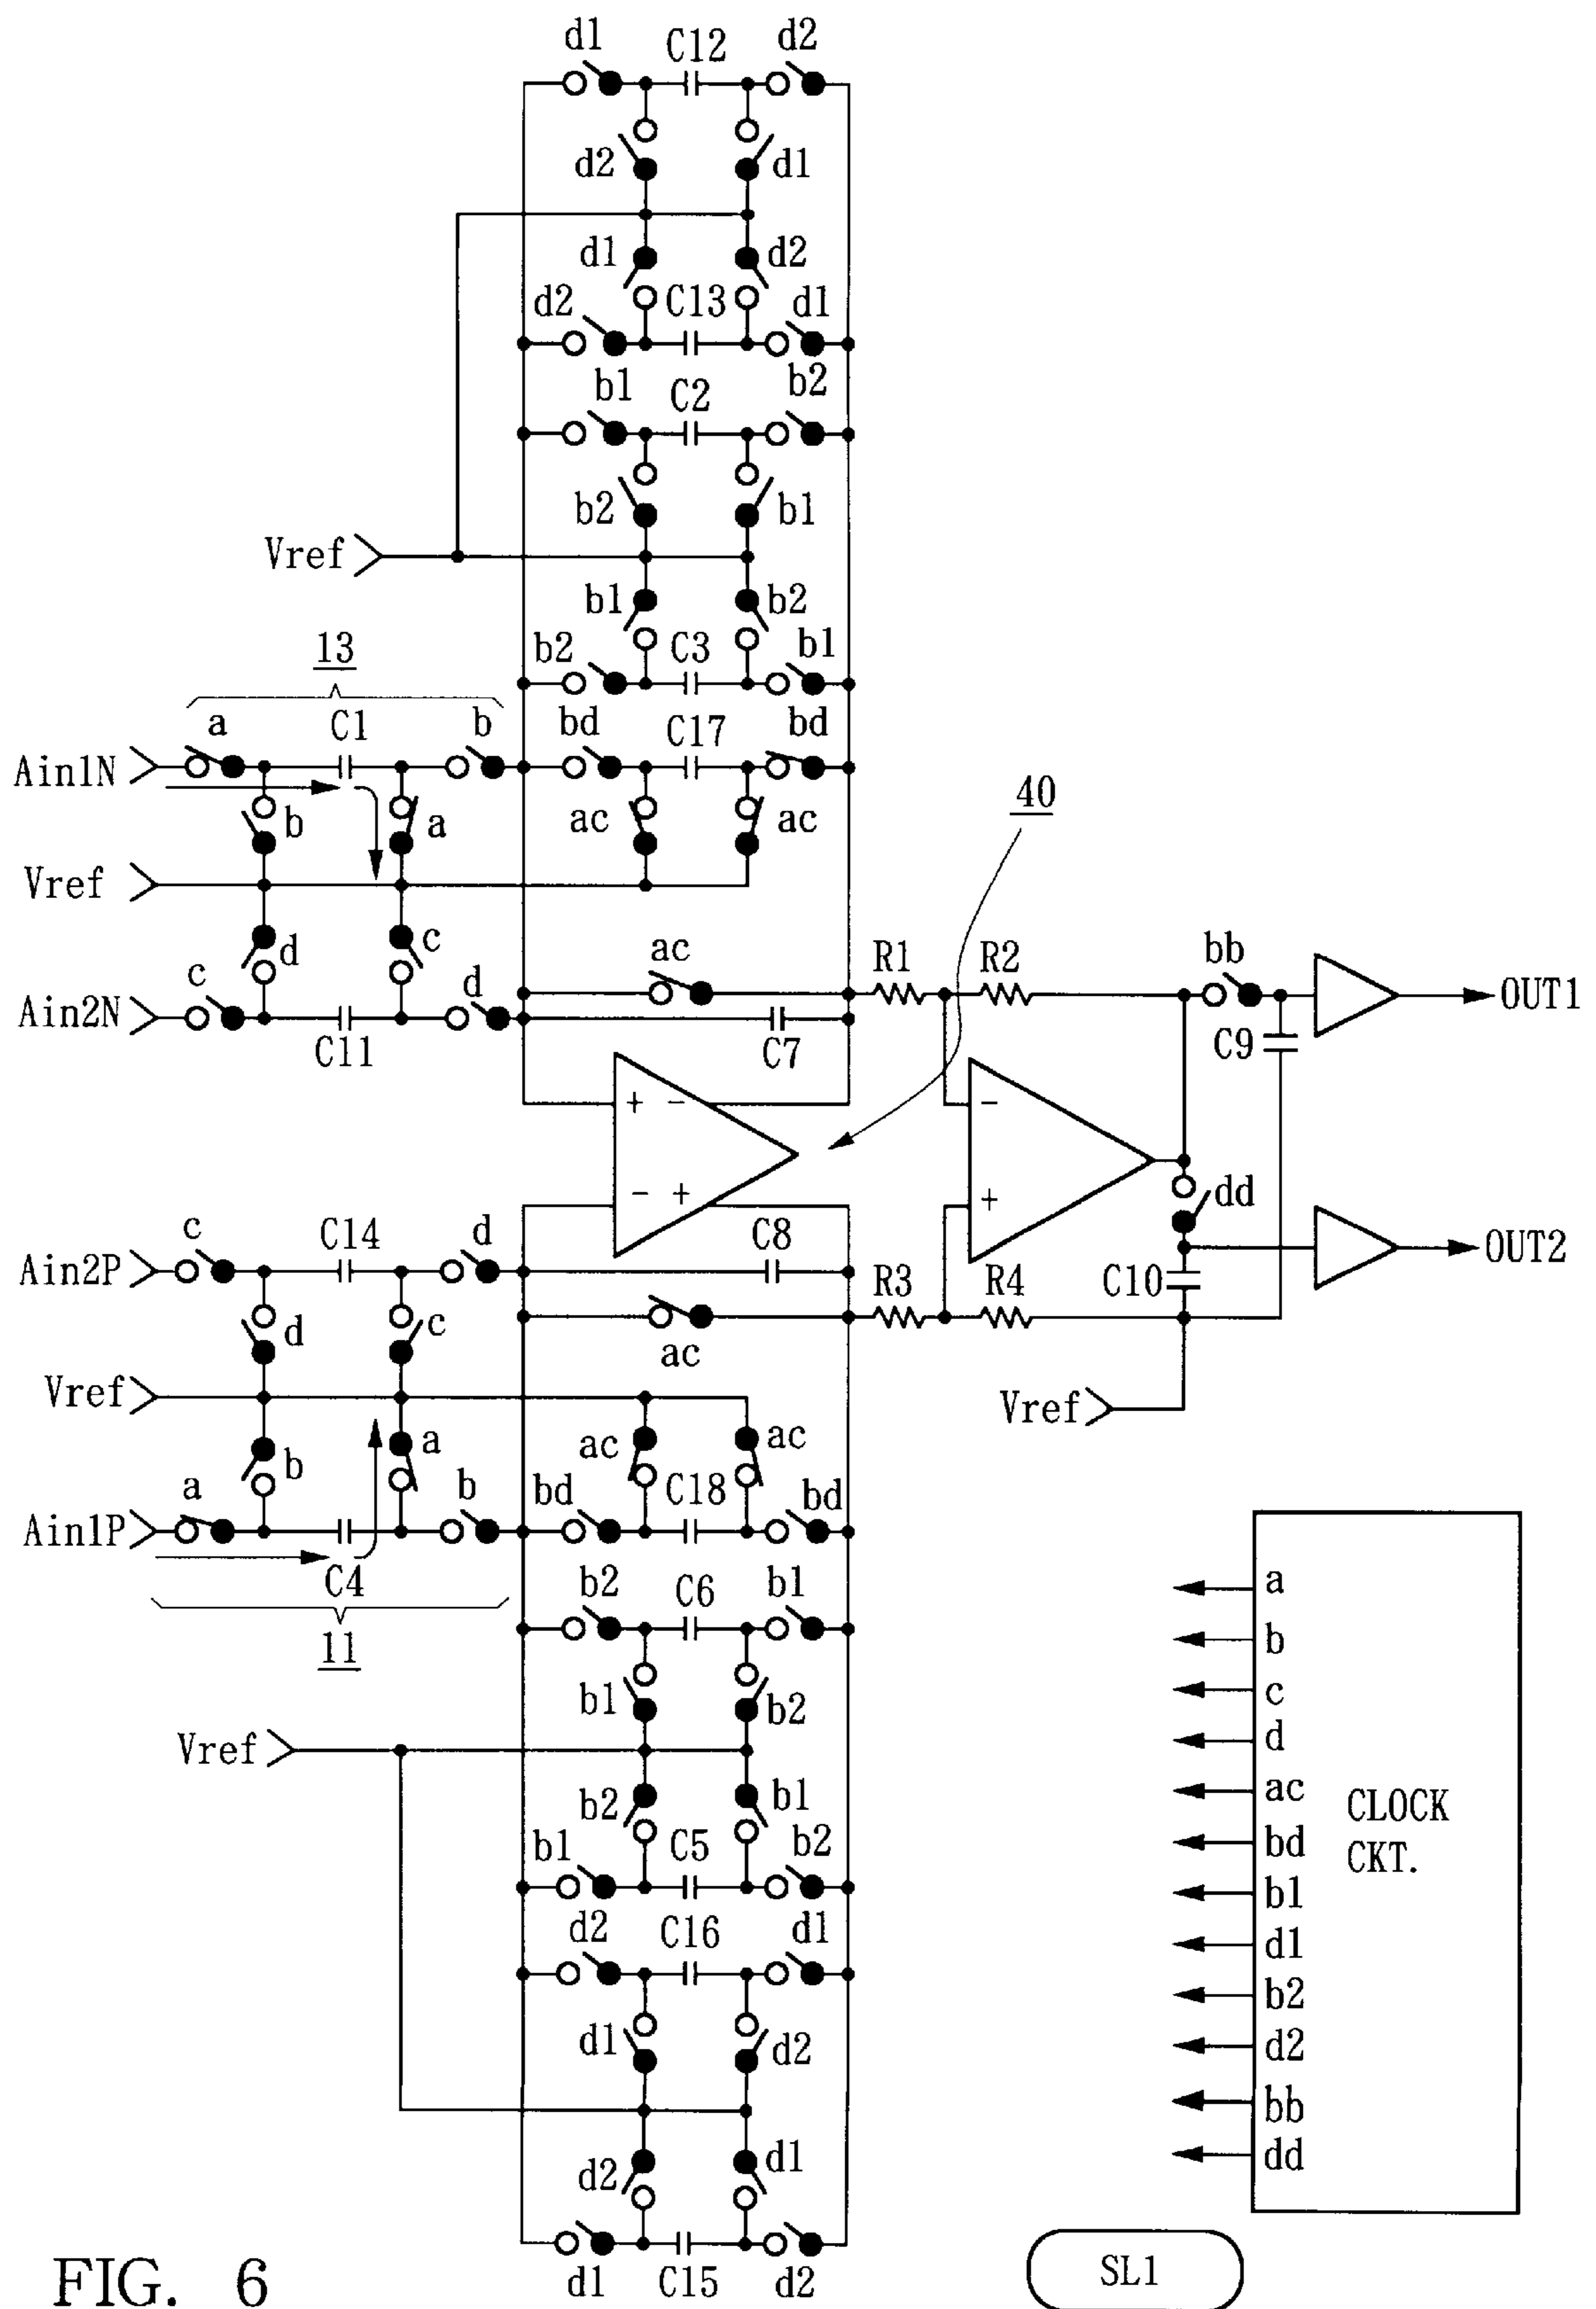 d1 C12 d2
d2 d1
d1 d2
d2 C13 d1
b1 C2 b2
b2 b1
Vref
b1 b2
13 b2 C3 b1
a C1 b bd C17 bd
Ain1N
40
b a ac ac
Vref
d c ac R1 R2 bb
c d
OUT1
Ain2N
C11 C7 C9
+ - -
- + + dd
c C14 d C8
Ain2P OUT2
C10
R3 R4
d c ac
Vref Vref
b a ac ac
a b bd C18 bd
Ain1P
C4 b2 C6 b1
11
b1 b2
Vref
b2 b1
b1 C5 b2
d2 C16 d1
d1 d2
d2 d1
d1 C15 d2
a
b
c
d
ac
bd
b1
d1
b2
d2
bb
dd
CLOCK
CKT.
SL1
FIG. 6